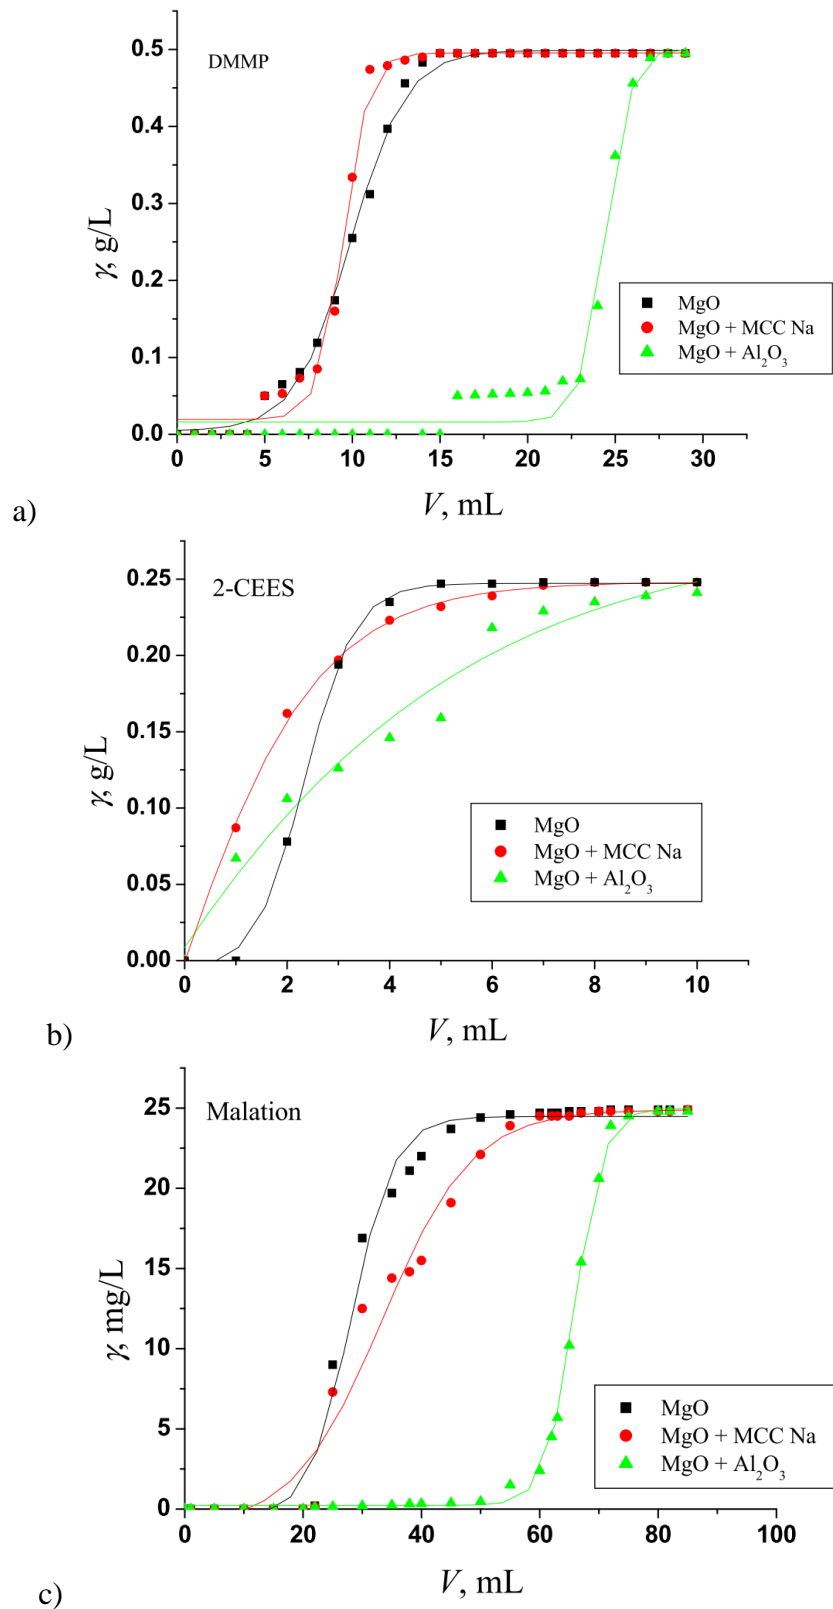 DMMP
0.5
0.4
0.3
0.2
0.1
0.0
γ, g/L
MgO
MgO + MCC Na
MgO + Al₂O₃
0 5 10 15 20 25 30
V, mL
a)
2-CEES
0.25
0.20
0.15
0.10
0.05
0.00
γ, g/L
MgO
MgO + MCC Na
MgO + Al₂O₃
0 2 4 6 8 10
V, mL
b)
Malation
25
20
15
10
5
0
γ, mg/L
MgO
MgO + MCC Na
MgO + Al₂O₃
0 20 40 60 80 100
V, mL
c)